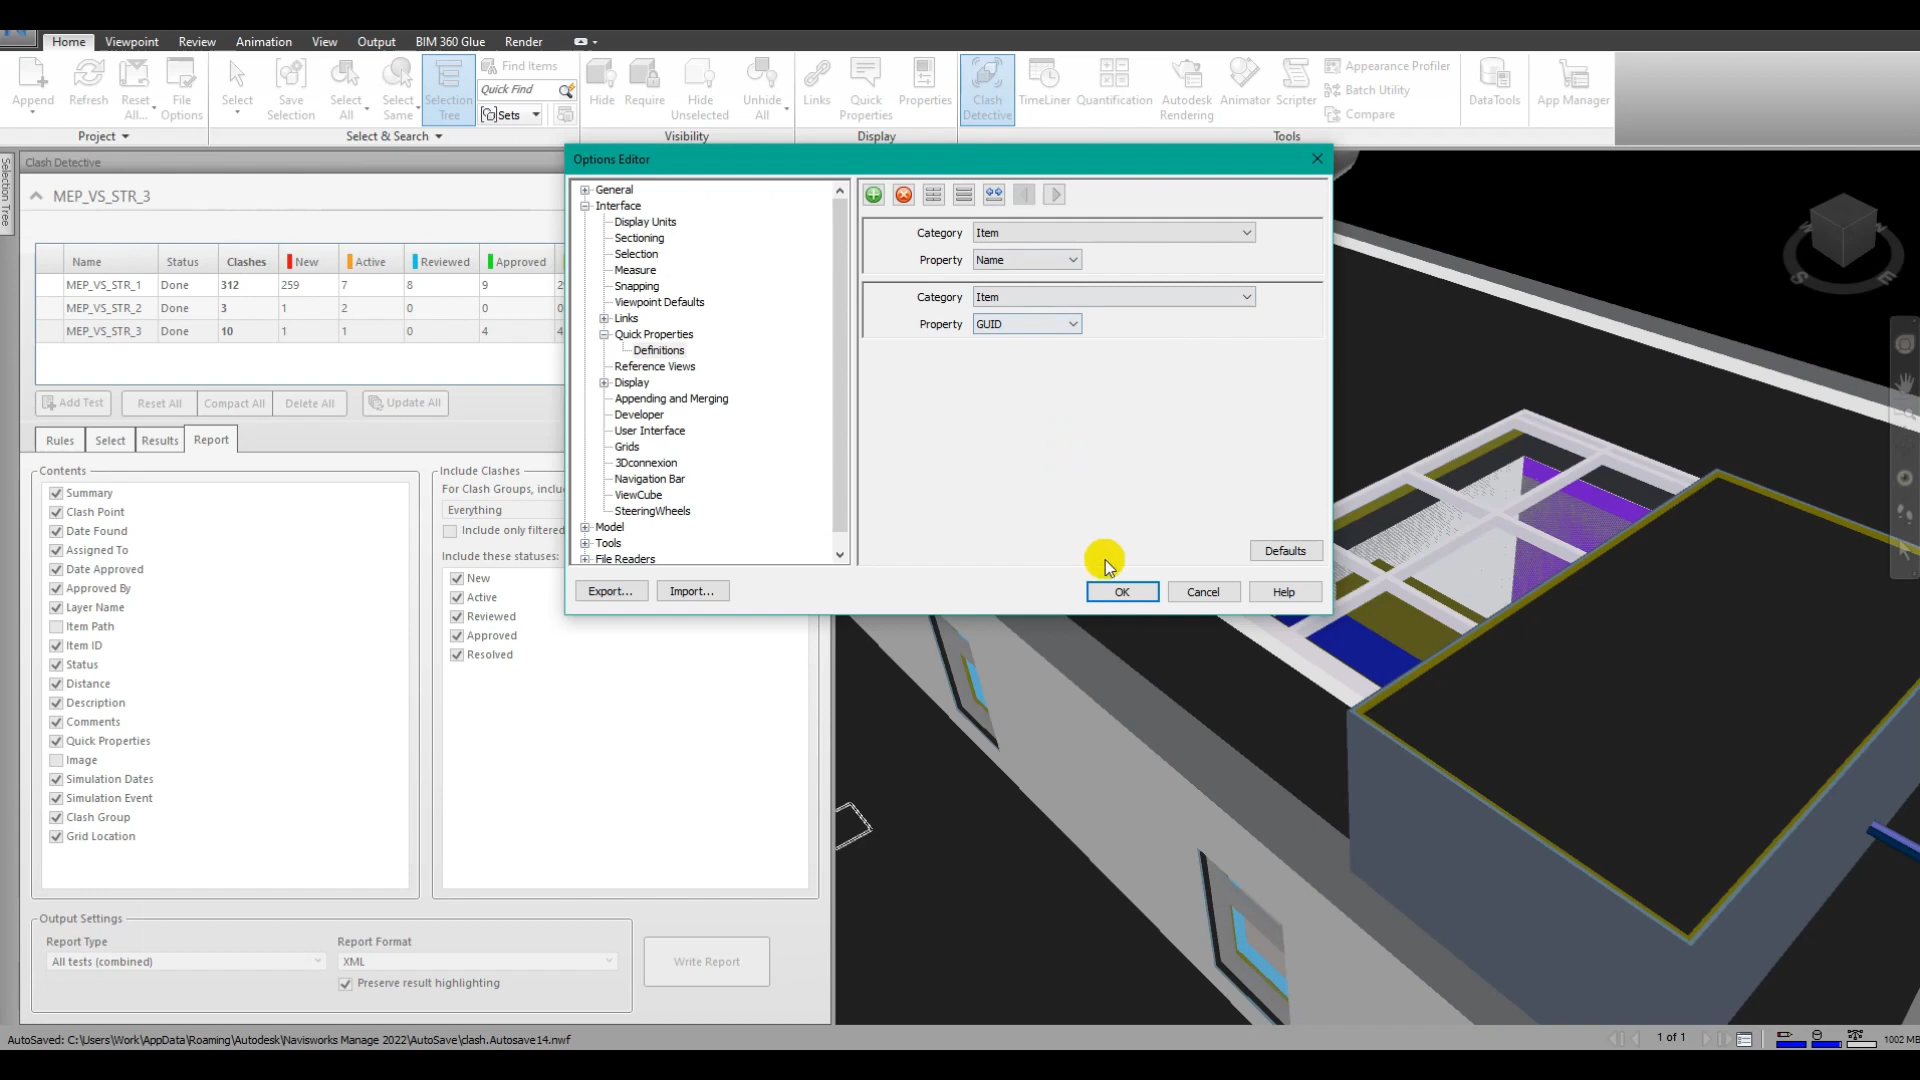 Home Viewpoint Review Animation View Output BIM 360 Glue Render
Append Refresh Reset All... File Options Select Save Selection Select All Select Same Selection Tree Find Items Quick Find Sets Hide Require Hide Unselected Unhide All Links Quick Properties Properties Clash Detective TimeLiner Quantification Autodesk Rendering Animator Scripter Appearance Profiler Batch Utility Compare DataTools App Manager
Project Select & Search Visibility Display Tools
Selection Tree
Clash Detective
MEP_VS_STR_3
Name Status Clashes New Active Reviewed Approved
MEP_VS_STR_1 Done 312 259 7 8 9 2
MEP_VS_STR_2 Done 3 1 2 0 0 0
MEP_VS_STR_3 Done 10 1 1 0 4 4
Add Test Reset All Compact All Delete All Update All
Rules Select Results Report
Contents
Summary
Clash Point
Date Found
Assigned To
Date Approved
Approved By
Layer Name
Item Path
Item ID
Status
Distance
Description
Comments
Quick Properties
Image
Simulation Dates
Simulation Event
Clash Group
Grid Location
Include Clashes
For Clash Groups, inclu
Everything
Include only filtered
Include these statuses:
New
Active
Reviewed
Approved
Resolved
Output Settings
Report Type
All tests (combined)
Report Format
XML
Preserve result highlighting
Write Report
Options Editor
General
Interface
Display Units
Sectioning
Selection
Measure
Snapping
Viewpoint Defaults
Links
Quick Properties
Definitions
Reference Views
Display
Appending and Merging
Developer
User Interface
Grids
3Dconnexion
Navigation Bar
ViewCube
SteeringWheels
Model
Tools
File Readers
Category Item
Property Name
Category Item
Property GUID
Defaults
Export... Import... OK Cancel Help
S E
AutoSaved: C:\Users\Work\AppData\Roaming\Autodesk\Navisworks Manage 2022\AutoSave\clash.Autosave14.nwf
1 of 1
1002 MB